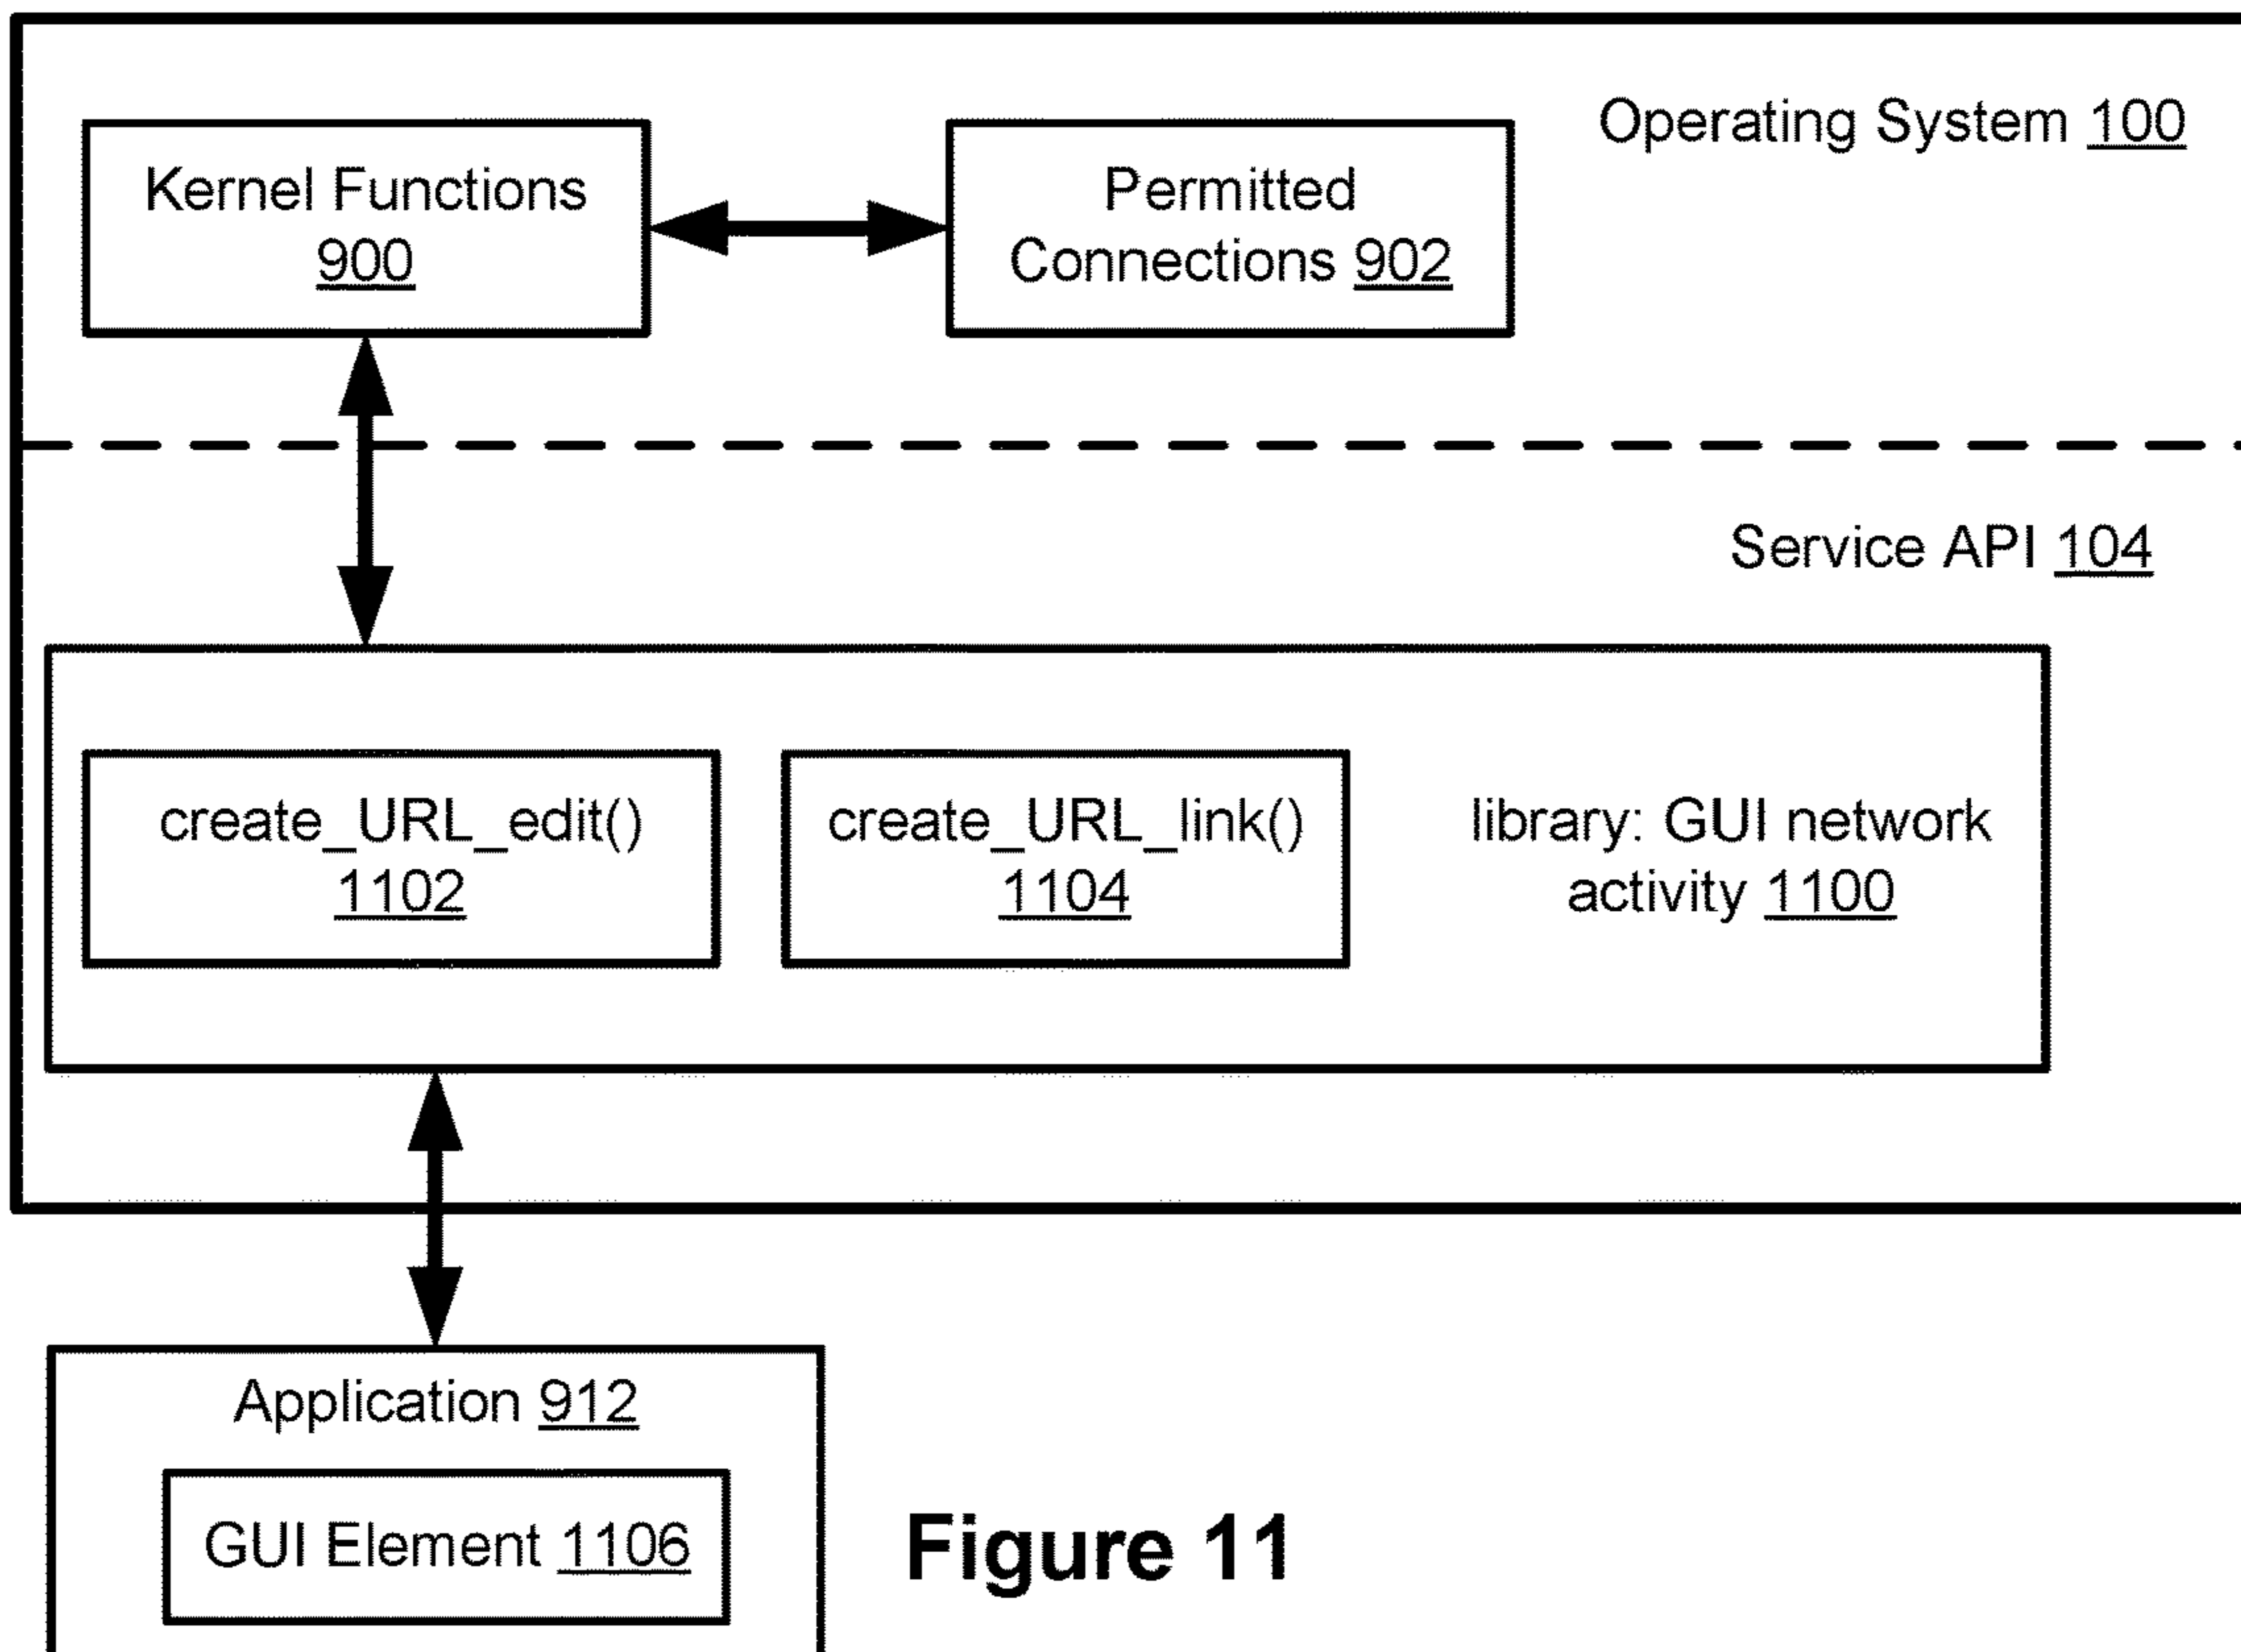 Operating System 100
Kernel Functions
900
Permitted
Connections 902
Service API 104
create_URL_edit()
1102
create_URL_link()
1104
library: GUI network
activity 1100
Application 912
GUI Element 1106
Figure 11